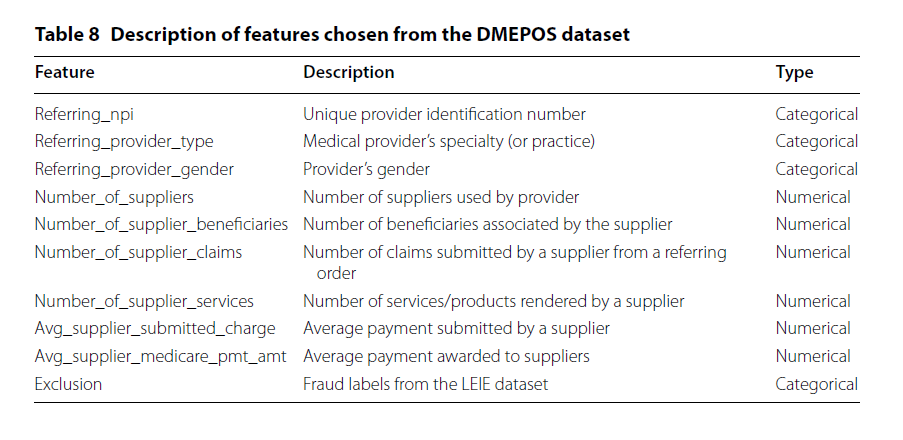 Table 8 Description of features chosen from the DMEPOS dataset
Feature Description Type
Referring_npi Unique provider identification number Categorical
Referring_provider_type Medical provider's specialty (or practice) Categorical
Referring_provider_gender Provider's gender Categorical
Number_of_suppliers Number of suppliers used by provider Numerical
Number_of_supplier_beneficiaries Number of beneficiaries associated by the supplier Numerical
Number_of_supplier_claims Number of claims submitted by a supplier from a referring Numerical
order
Number_of_supplier_services Number of services/products rendered by a supplier Numerical
Avg_supplier_submitted_charge Average payment submitted by a supplier Numerical
Avg_supplier_medicare_pmt_amt Average payment awarded to suppliers Numerical
Exclusion Fraud labels from the LEIE dataset Categorical